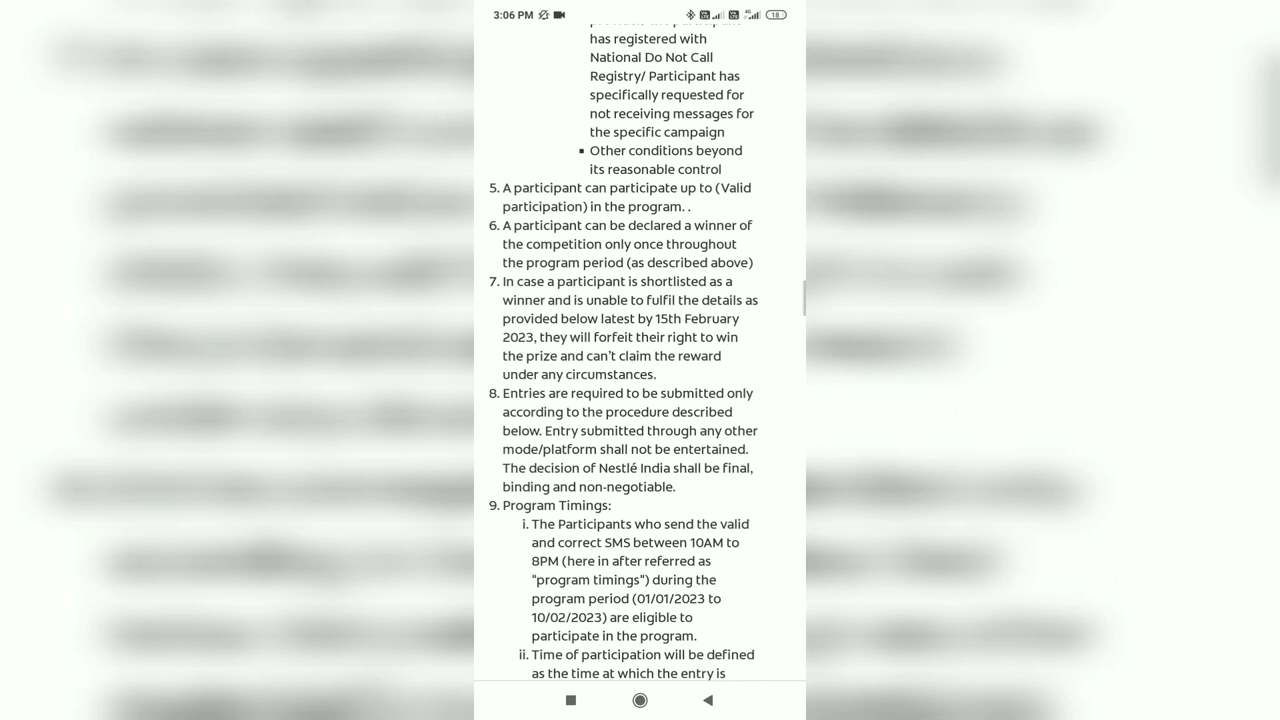 3:06 PM
18
has registered with
National Do Not Call
Registry/ Participant has
specifically requested for
not receiving messages for
the specific campaign
▪ Other conditions beyond
its reasonable control
5. A participant can participate up to (Valid
participation) in the program. .
6. A participant can be declared a winner of
the competition only once throughout
the program period (as described above)
7. In case a participant is shortlisted as a
winner and is unable to fulfil the details as
provided below latest by 15th February
2023, they will forfeit their right to win
the prize and can't claim the reward
under any circumstances.
8. Entries are required to be submitted only
according to the procedure described
below. Entry submitted through any other
mode/platform shall not be entertained.
The decision of Nestlé India shall be final,
binding and non-negotiable.
9. Program Timings:
i. The Participants who send the valid
and correct SMS between 10AM to
8PM (here in after referred as
"program timings") during the
program period (01/01/2023 to
10/02/2023) are eligible to
participate in the program.
ii. Time of participation will be defined
as the time at which the entry is